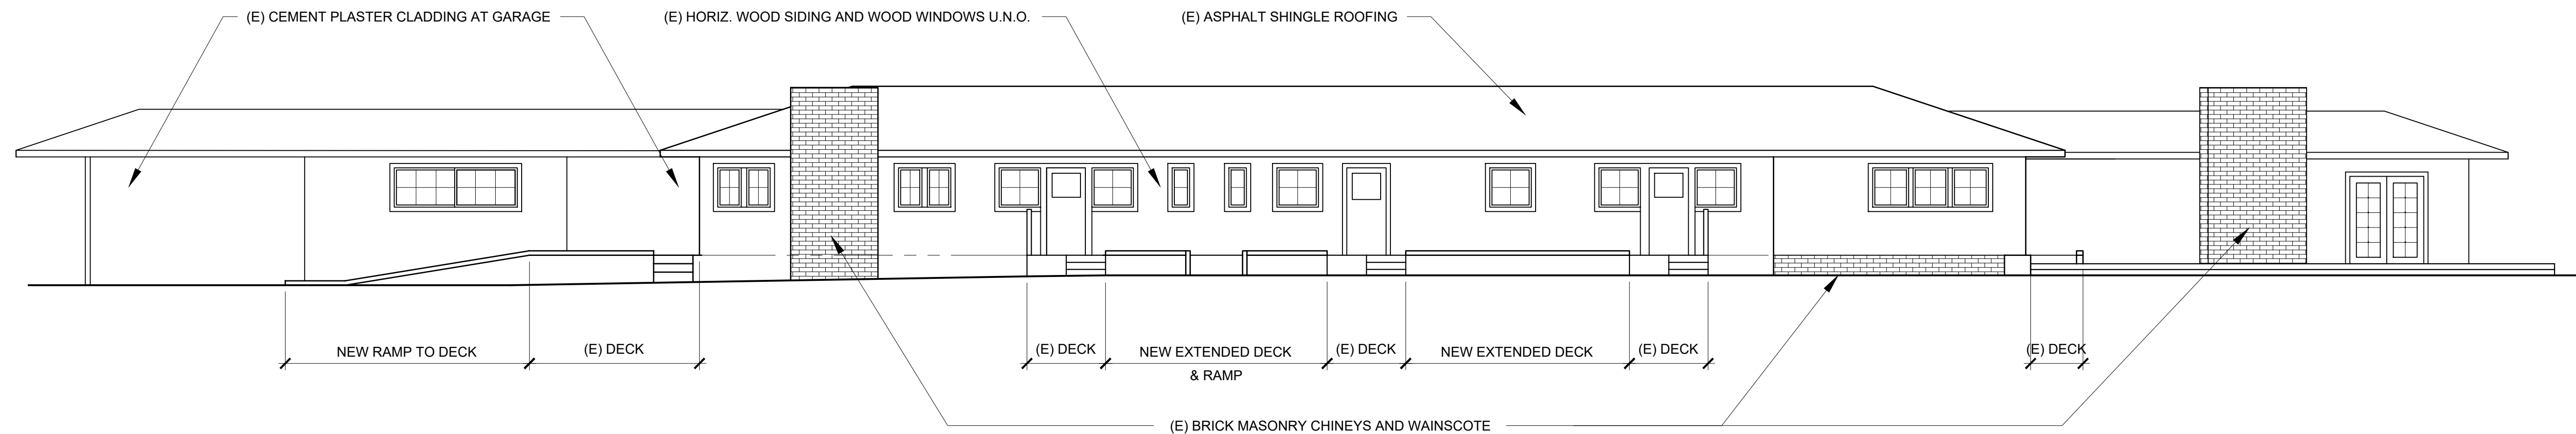 (E) CEMENT PLASTER CLADDING AT GARAGE
(E) HORIZ. WOOD SIDING AND WOOD WINDOWS U.N.O.
(E) ASPHALT SHINGLE ROOFING
NEW RAMP TO DECK
(E) DECK
(E) DECK
NEW EXTENDED DECK
& RAMP
(E) DECK
NEW EXTENDED DECK
(E) DECK
(E) DECK
(E) BRICK MASONRY CHINEYS AND WAINSCOTE